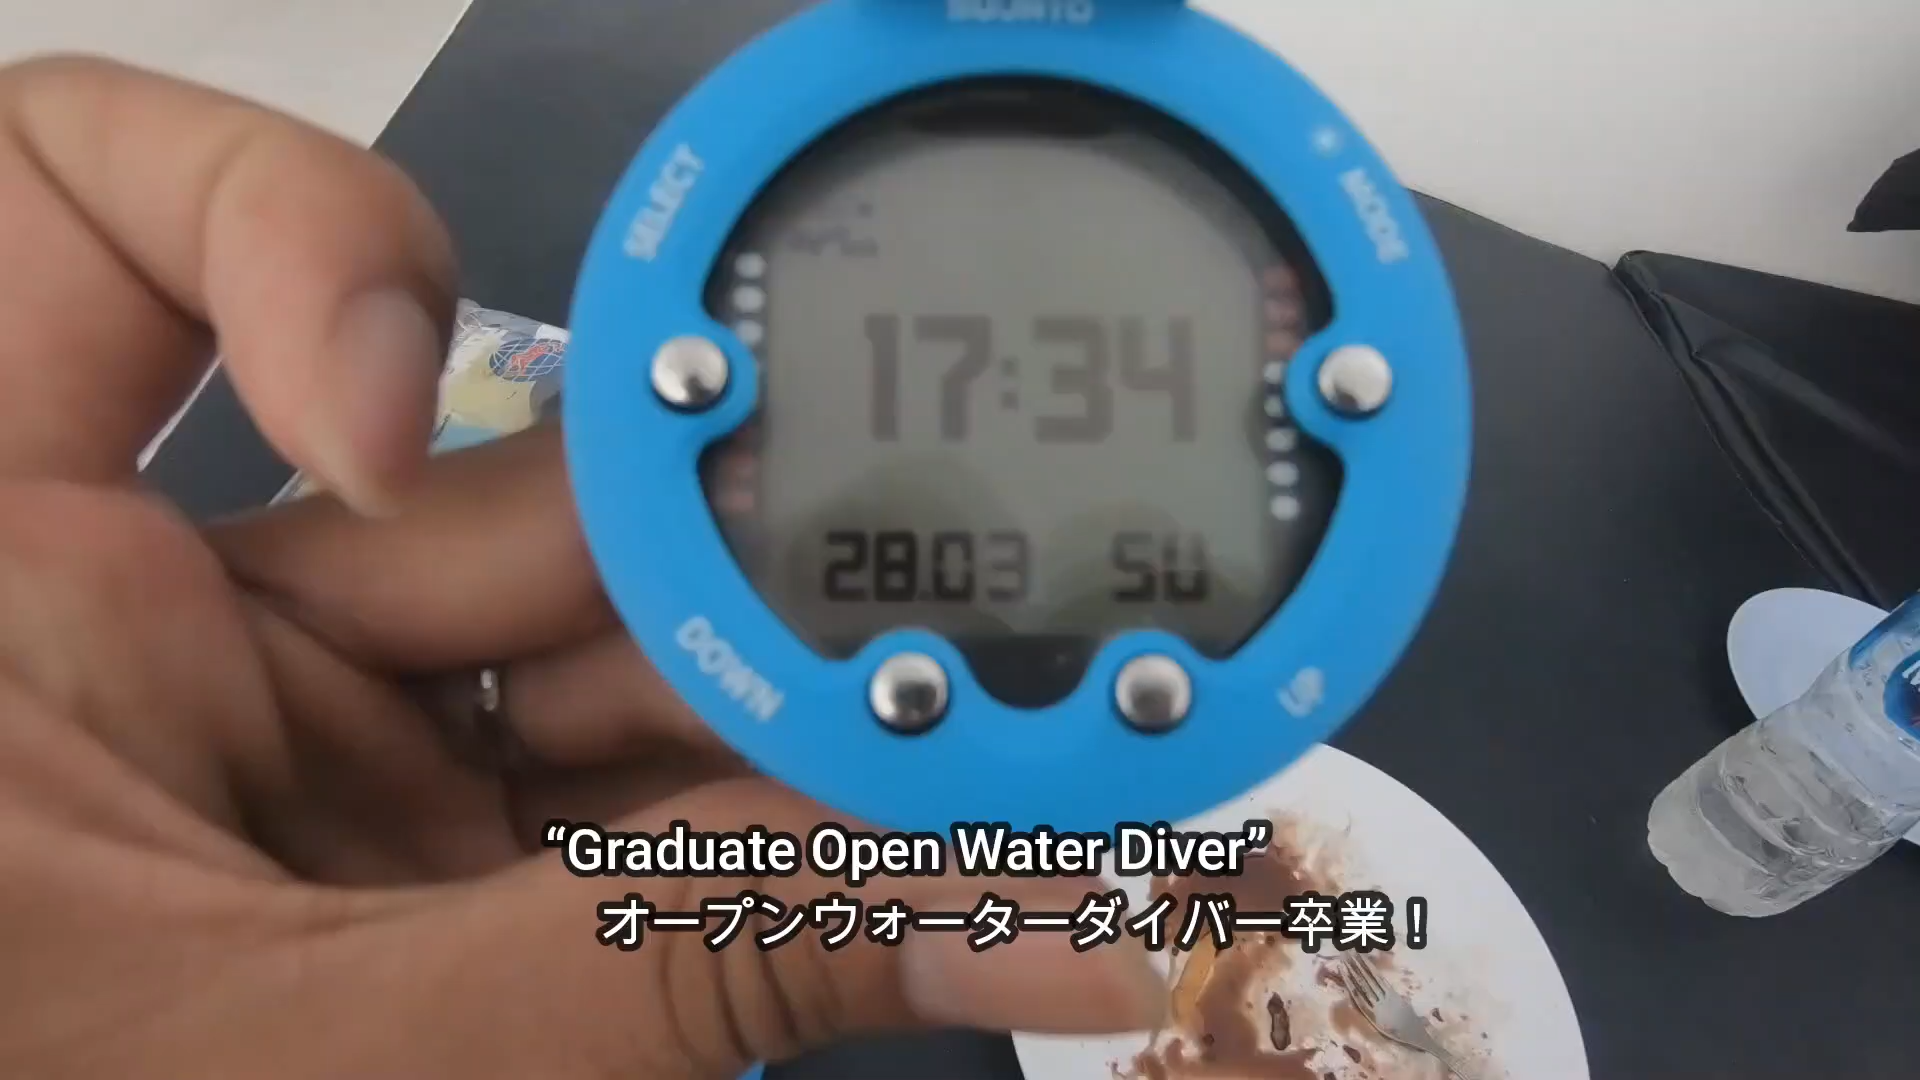 SUUNTO
SELECT
MODE
17:34
28.03 SU
DOWN
UP
“Graduate Open Water Diver”
オープンウォーターダイバー卒業！